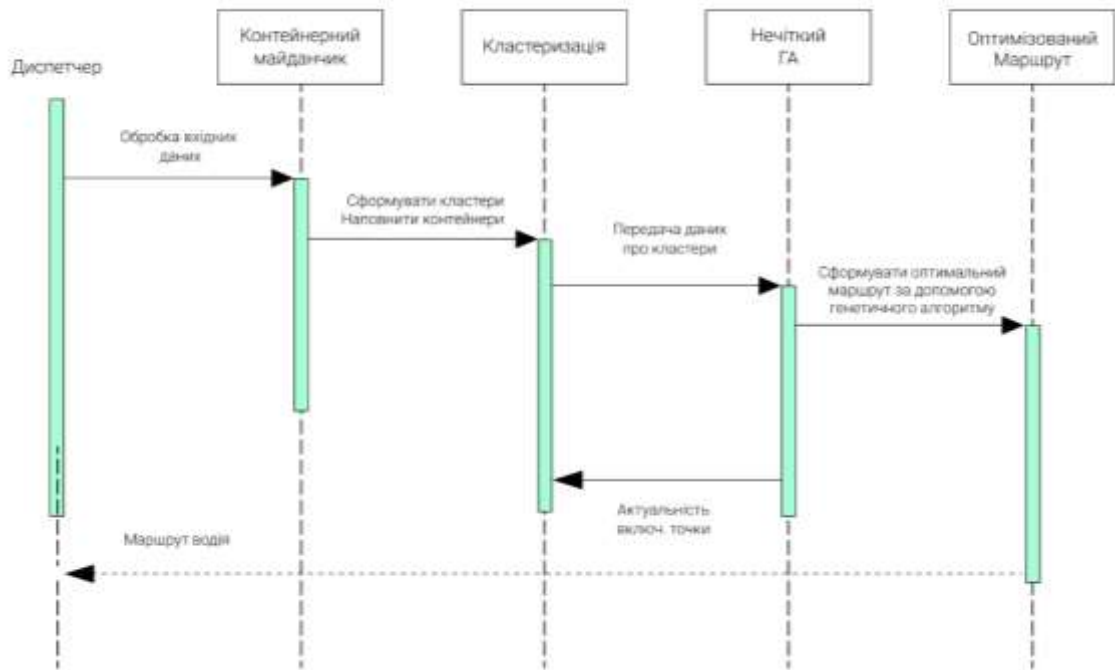 Диспетчер
Контейнерний
майданчик
Кластеризація
Нечіткий
ГА
Оптимізований
Маршрут
Обробка вхідних
даних
Сформувати кластери
Наповнити контейнери
Передача даних
про кластери
Сформувати оптимальний
маршрут за допомогою
генетичного алгоритму
Актуальність
включ. точки
Маршрут водія